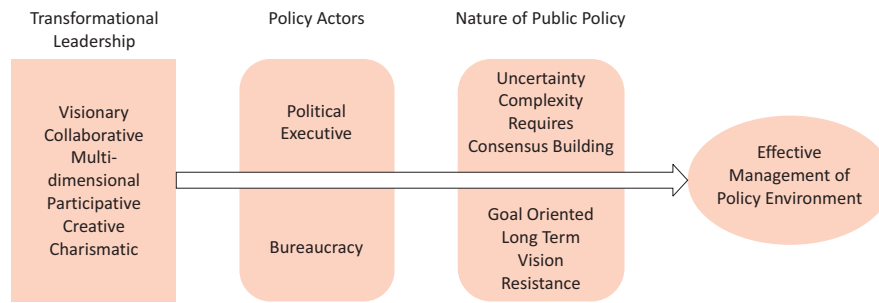 Transformational
Leadership
Policy Actors
Nature of Public Policy
Visionary
Collaborative
Multi-
dimensional
Participative
Creative
Charismatic
Political
Executive
Bureaucracy
Uncertainty
Complexity
Requires
Consensus Building
Goal Oriented
Long Term
Vision
Resistance
Effective
Management of
Policy Environment